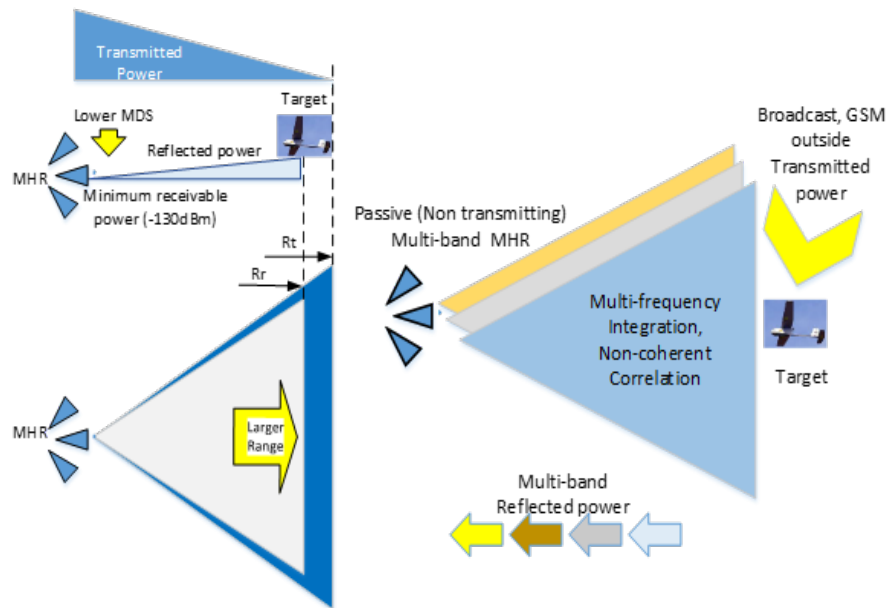 Transmitted
Power
Target
Lower MDS
Reflected power
MHR
Minimum receivable
power (-130dBm)
Rt
Rr
MHR
Larger
Range
Broadcast, GSM
outside
Transmitted
power
Passive (Non transmitting)
Multi-band MHR
Multi-frequency
Integration,
Non-coherent
Correlation
Target
Multi-band
Reflected power